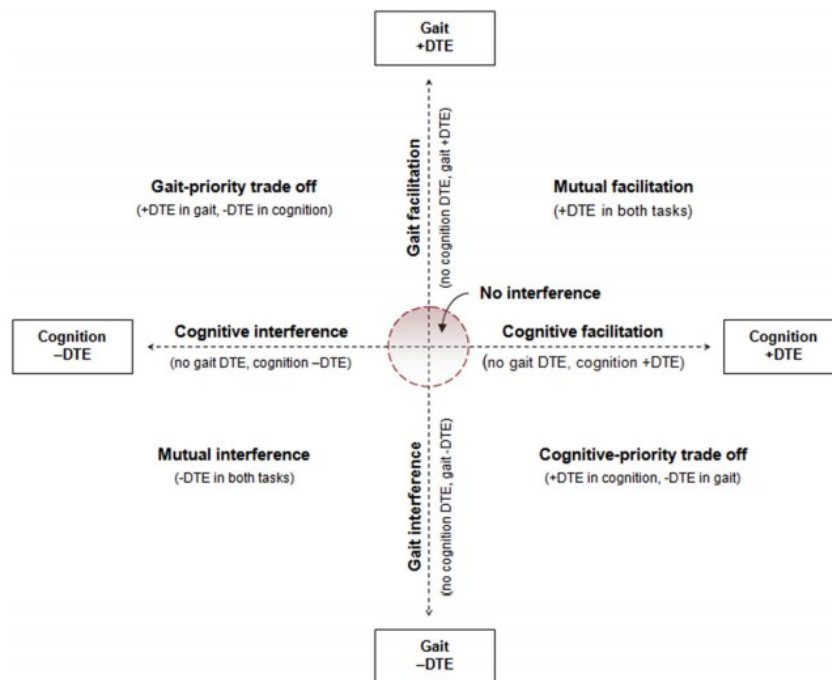 Gait
+DTE
Gait-priority trade off
(+DTE in gait, -DTE in cognition)
Gait facilitation
(no cognition DTE, gait +DTE)
Mutual facilitation
(+DTE in both tasks)
No interference
Cognition
–DTE
Cognitive interference
(no gait DTE, cognition –DTE)
Cognitive facilitation
(no gait DTE, cognition +DTE)
Cognition
+DTE
Mutual interference
(-DTE in both tasks)
Gait interference
(no cognition DTE, gait -DTE)
Cognitive-priority trade off
(+DTE in cognition, -DTE in gait)
Gait
–DTE